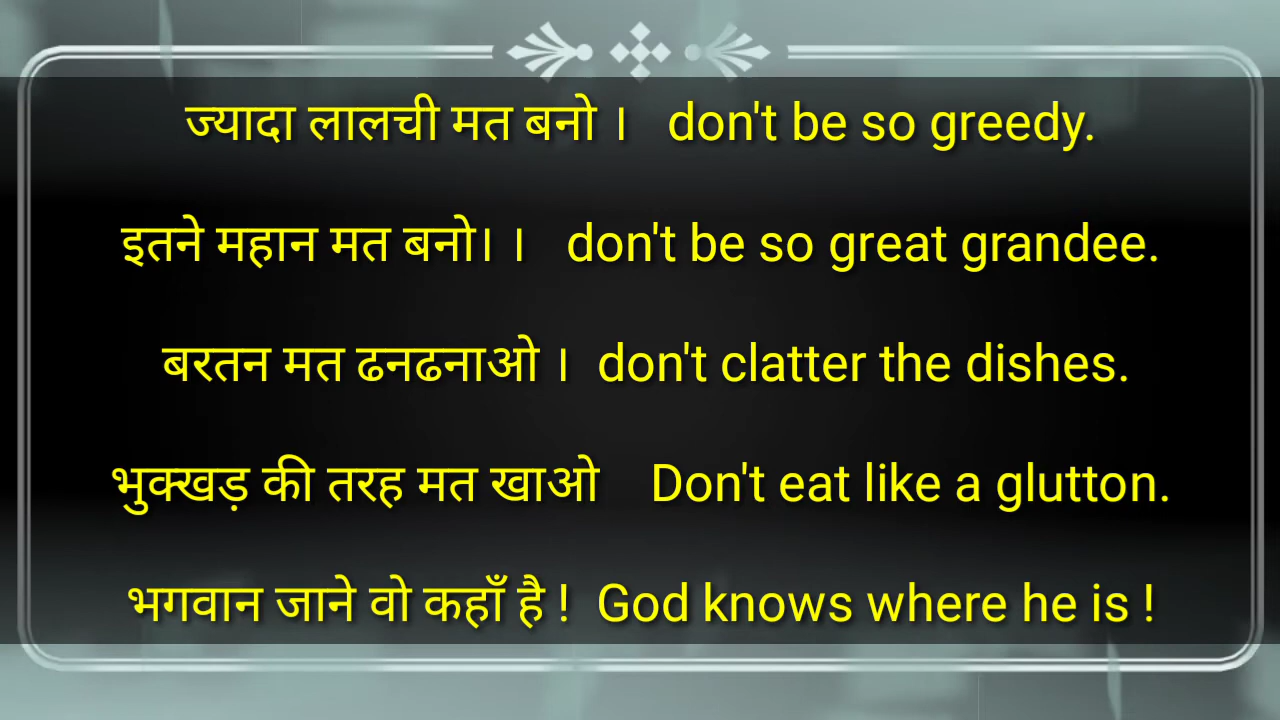 ज्यादा लालची मत बनो । don't be so greedy.
इतने महान मत बनो। । don't be so great grandee.
बरतन मत ढनढनाओ । don't clatter the dishes.
भुक्खड़ की तरह मत खाओ Don't eat like a glutton.
भगवान जाने वो कहाँ है ! God knows where he is !